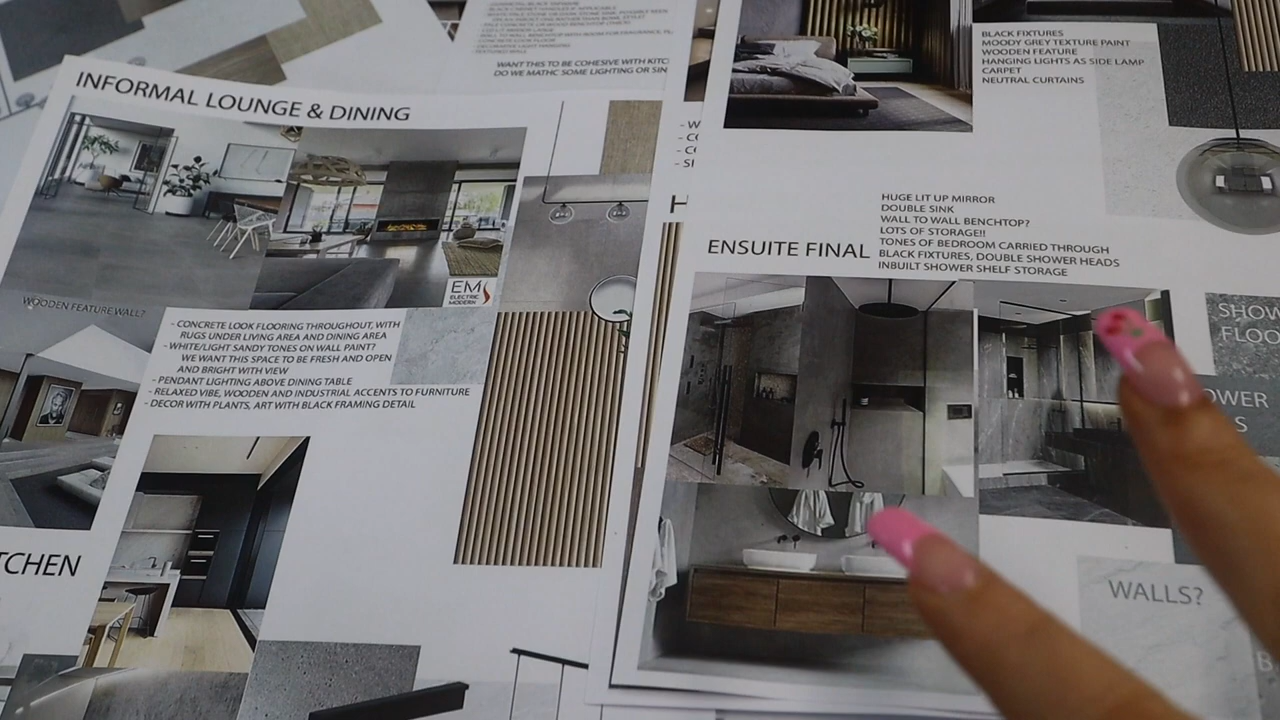 WANT THIS TO BE COHESIVE WITH KITC
DO WE MATHC SOME LIGHTING OR SIN
INFORMAL LOUNGE & DINING
EM
ELECTRIC
MODERN
WOODEN FEATURE WALL?
- CONCRETE LOOK FLOORING THROUGHOUT, WITH
RUGS UNDER LIVING AREA AND DINING AREA
- WHITE/LIGHT SANDY TONES ON WALL PAINT?
WE WANT THIS SPACE TO BE FRESH AND OPEN
AND BRIGHT WITH VIEW
- PENDANT LIGHTING ABOVE DINING TABLE
- RELAXED VIBE, WOODEN AND INDUSTRIAL ACCENTS TO FURNITURE
- DECOR WITH PLANTS, ART WITH BLACK FRAMING DETAIL
TCHEN
- W
- CO
- CO
- SI
H
BLACK FIXTURES
MOODY GREY TEXTURE PAINT
WOODEN FEATURE
HANGING LIGHTS AS SIDE LAMP
CARPET
NEUTRAL CURTAINS
ENSUITE FINAL
HUGE LIT UP MIRROR
DOUBLE SINK
WALL TO WALL BENCHTOP?
LOTS OF STORAGE!!
TONES OF BEDROOM CARRIED THROUGH
BLACK FIXTURES, DOUBLE SHOWER HEADS
INBUILT SHOWER SHELF STORAGE
SHOW
FLOO
OWER
S
WALLS?
B